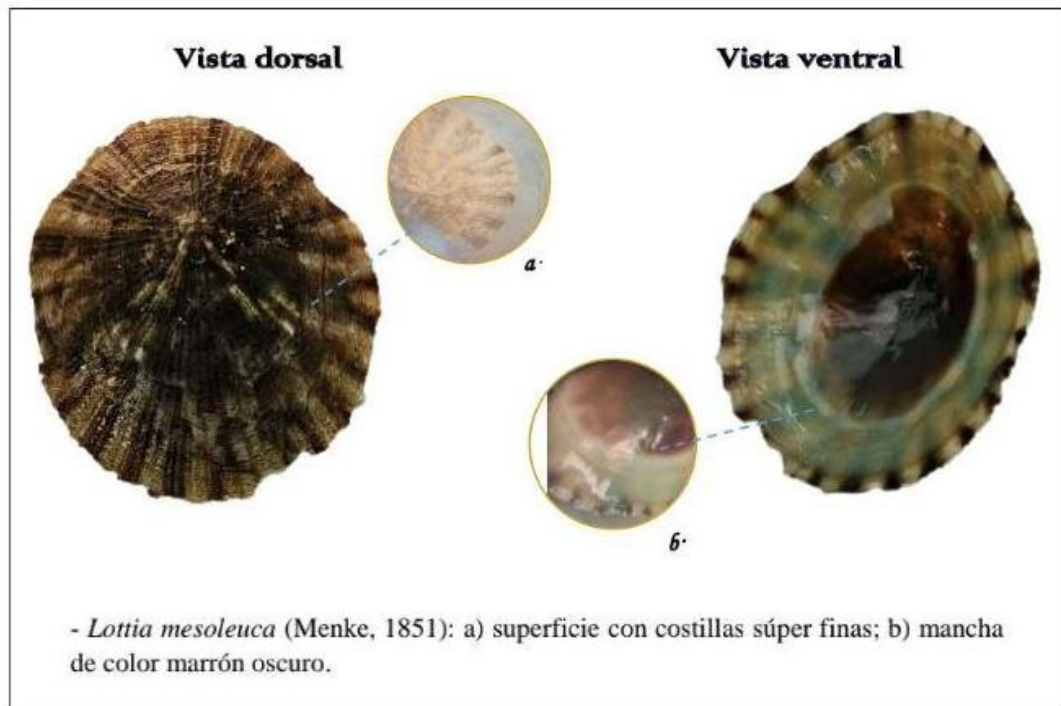 Vista dorsal
Vista ventral
a.
b.
- Lottia mesoleuca (Menke, 1851): a) superficie con costillas súper finas; b) mancha
de color marrón oscuro.